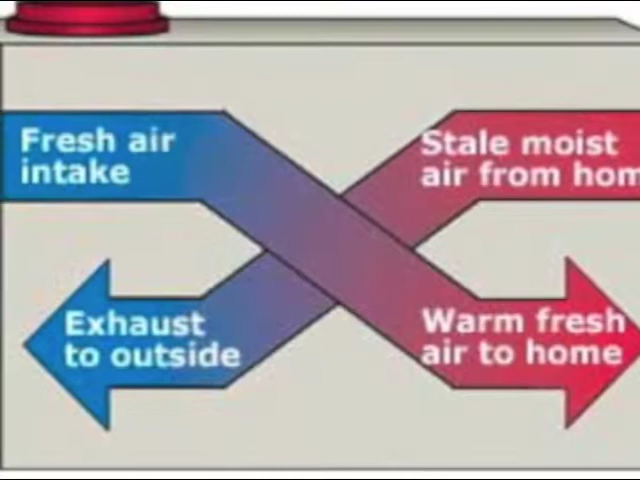 Fresh air
intake
Stale moist
air from hom
Exhaust
to outside
Warm fresh
air to home